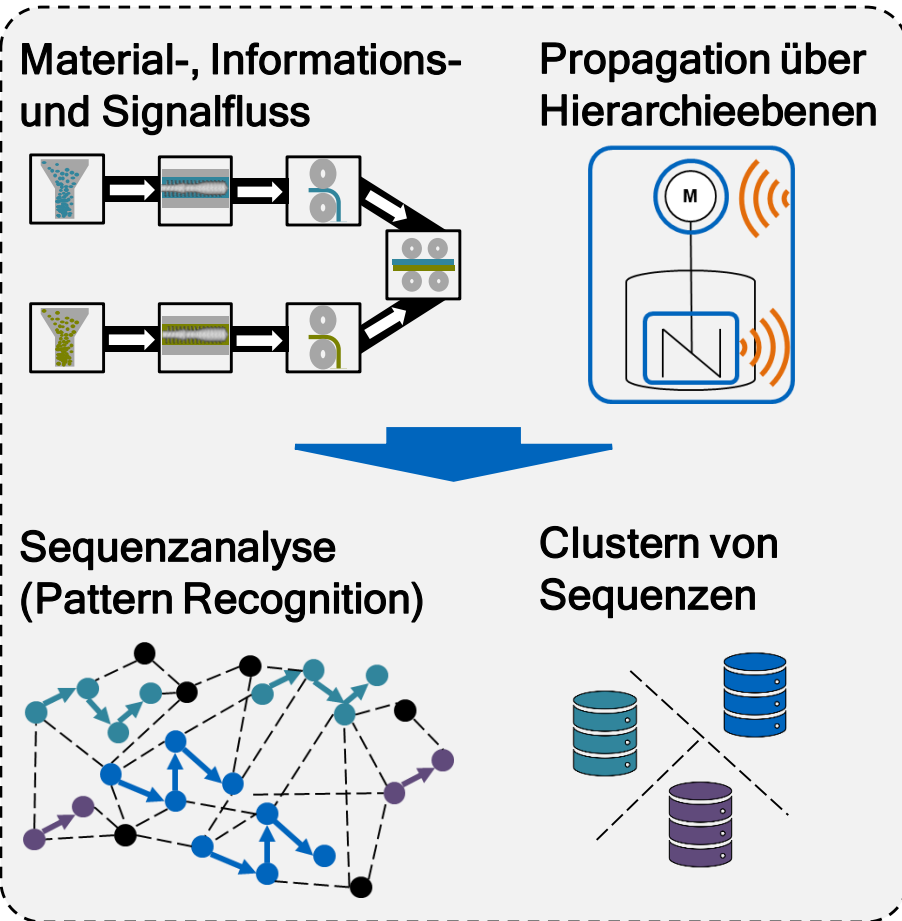 Material-, Informations-
und Signalfluss
Propagation über
Hierarchieebenen
M
Sequenzanalyse
(Pattern Recognition)
Clustern von
Sequenzen